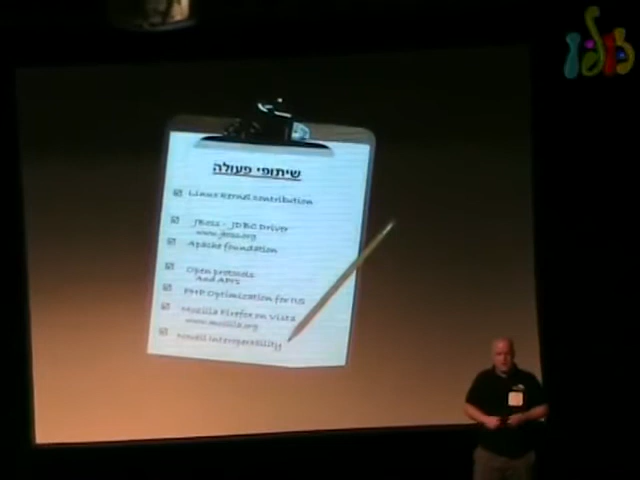 שיתופי פעולה
Linux Kernel contribution
JBoss - JDBC Driver
www.jboss.org
Apache foundation
Open protocols
And APIs
PHP Optimization for IIS
Mozilla Firefox on Vista
www.mozilla.org
Novell Interoperability